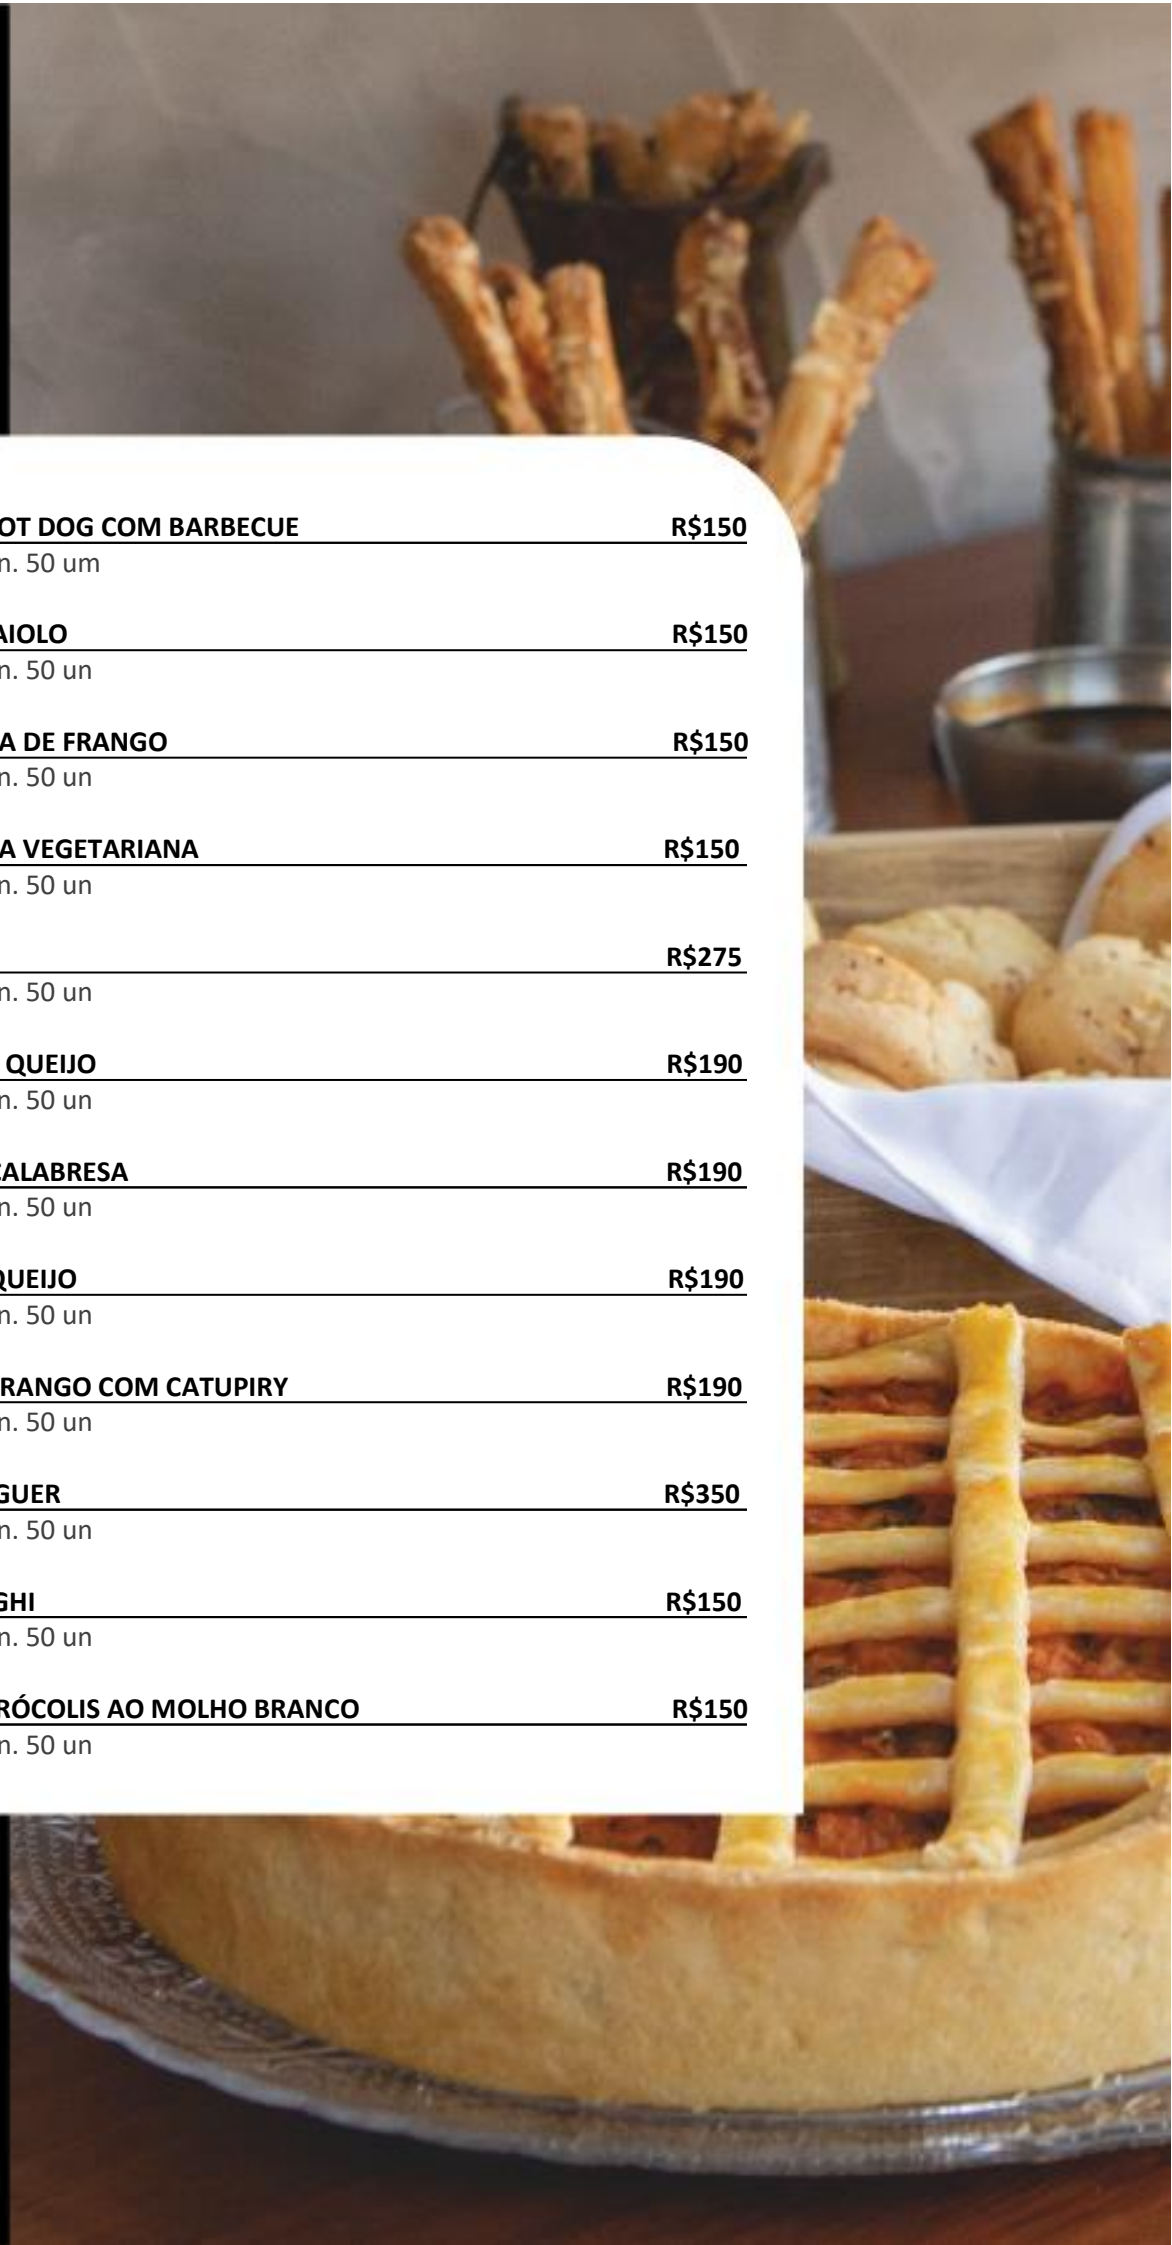 OT DOG COM BARBECUE R$150
n. 50 um
AIOLO R$150
n. 50 un
A DE FRANGO R$150
n. 50 un
A VEGETARIANA R$150
n. 50 un
R$275
n. 50 un
QUEIJO R$190
n. 50 un
CALABRESA R$190
n. 50 un
QUEIJO R$190
n. 50 un
RANGO COM CATUPIRY R$190
n. 50 un
GUER R$350
n. 50 un
GHI R$150
n. 50 un
RÓCOLIS AO MOLHO BRANCO R$150
n. 50 un